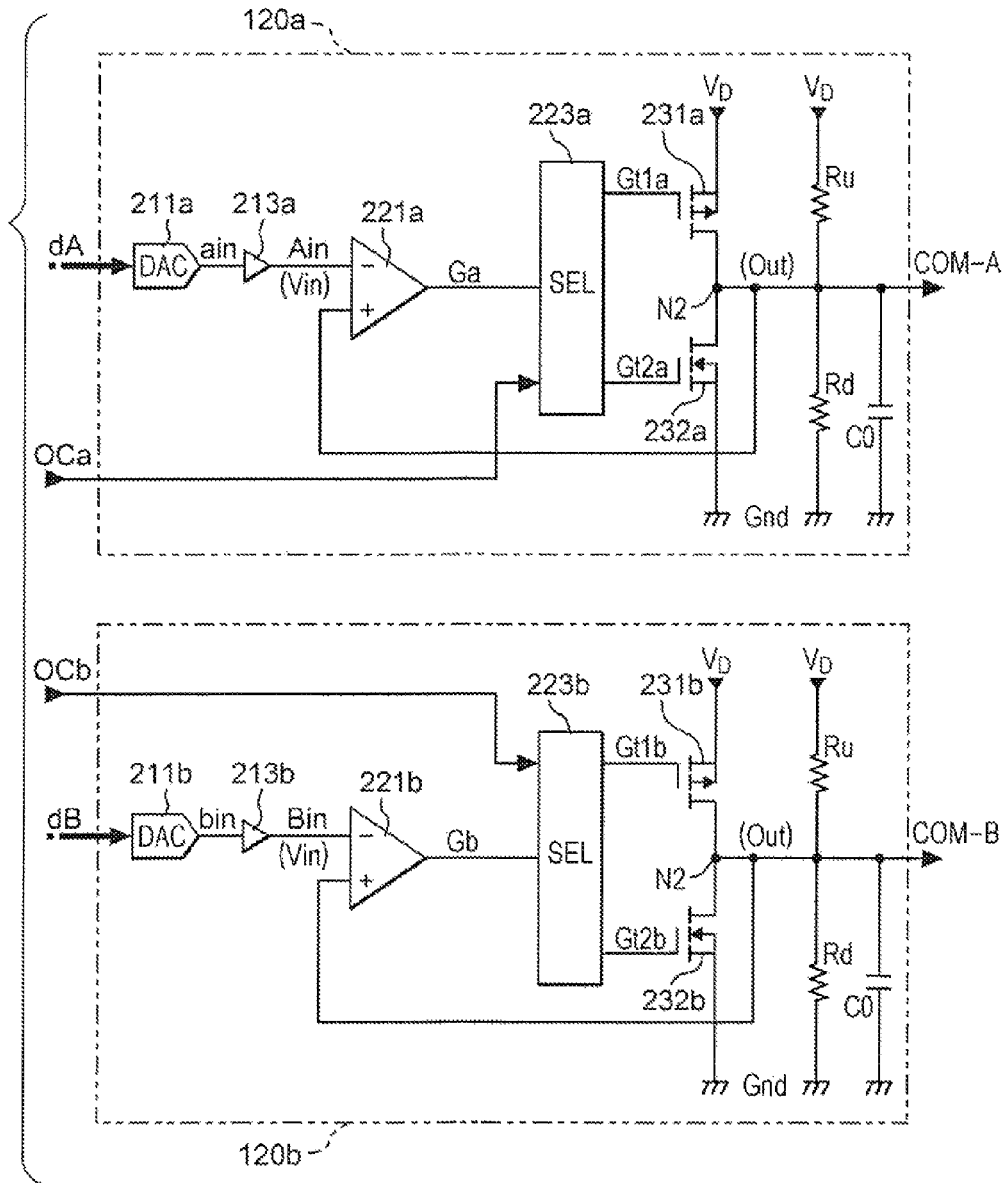 120a
VD VD
223a 231a
Gt1a
Ru
211a 213a 221a
dA DAC ain Ain (Vin) − + Ga SEL (Out) COM-A
N2
Gt2a
Rd
232a
C0
OCa
Gnd
OCb
VD VD
223b 231b
Gt1b
Ru
211b 213b 221b
dB DAC bin Bin (Vin) − + Gb SEL (Out) COM-B
N2
Gt2b
Rd
232b
C0
Gnd
120b